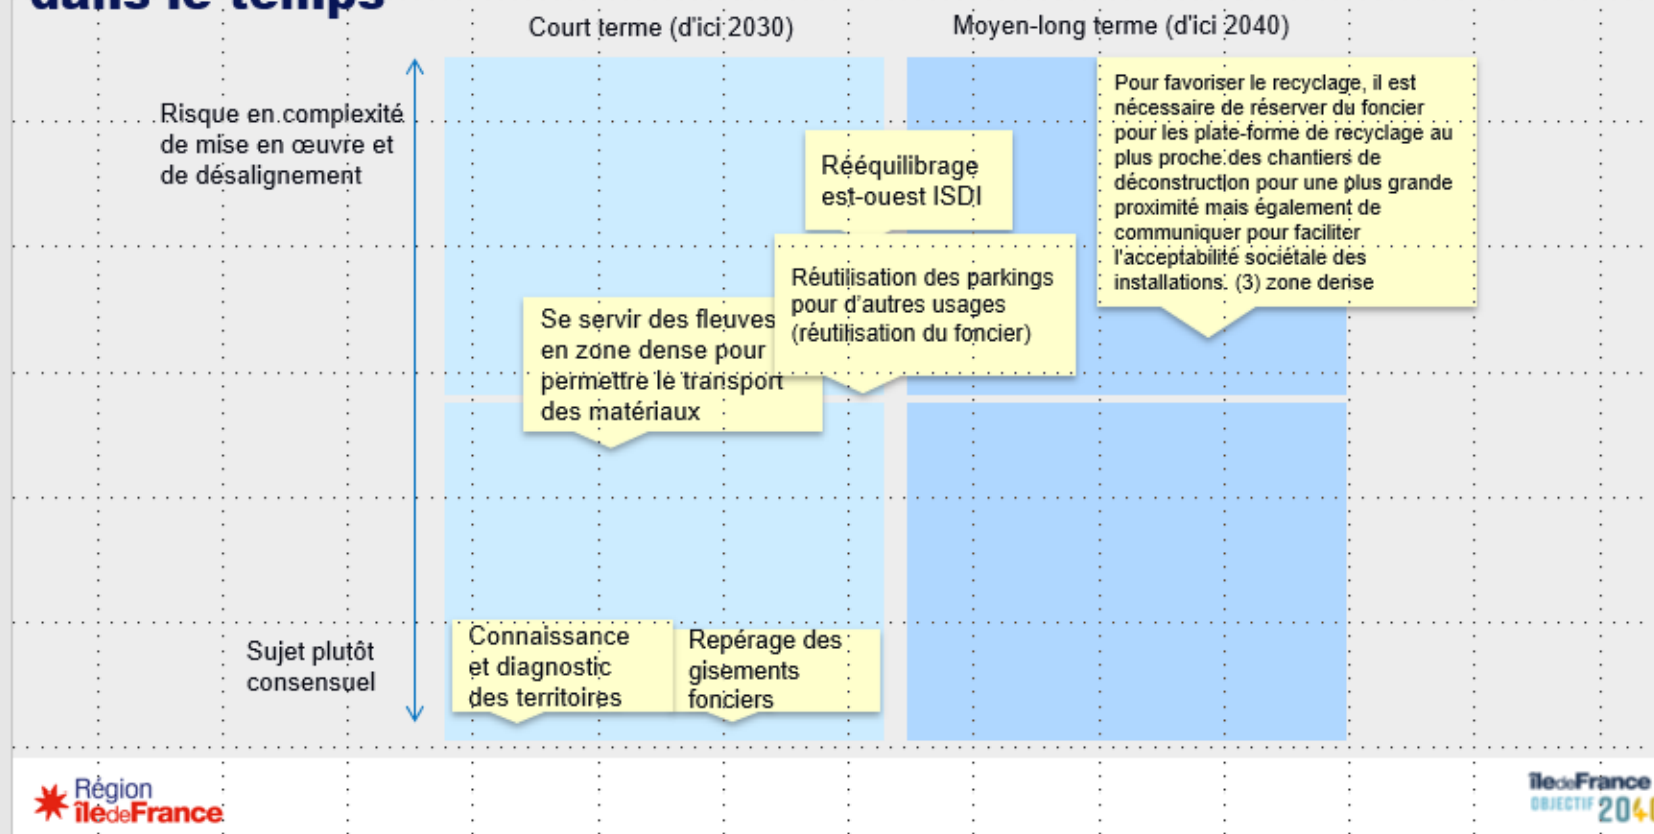 dans le temps
Court terme (d'ici 2030)
Moyen-long terme (d'ici 2040)
Risque en complexité
de mise en œuvre et
de désalignement
Pour favoriser le recyclage, il est
nécessaire de réserver du foncier
pour les plate-forme de recyclage au
plus proche des chantiers de
déconstruction pour une plus grande
proximité mais également de
communiquer pour faciliter
l'acceptabilité sociétale des
installations. (3) zone dense
Rééquilibrage
est-ouest ISDI
Réutilisation des parkings
pour d'autres usages
(réutilisation du foncier)
Se servir des fleuves
en zone dense pour
permettre le transport
des matériaux
Sujet plutôt
consensuel
Connaissance
et diagnostic
des territoires
Repérage des
gisements
fonciers
Région
îledeFrance
îledeFrance
OBJECTIF 2040